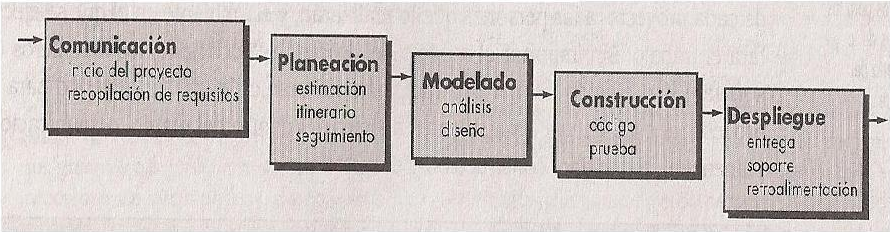 Comunicación
inicio del proyecto
recopilación de requisitos
Planeación
estimación
itinerario
seguimiento
Modelado
análisis
diseño
Construcción
código
prueba
Despliegue
entrega
soporte
retroalimentación